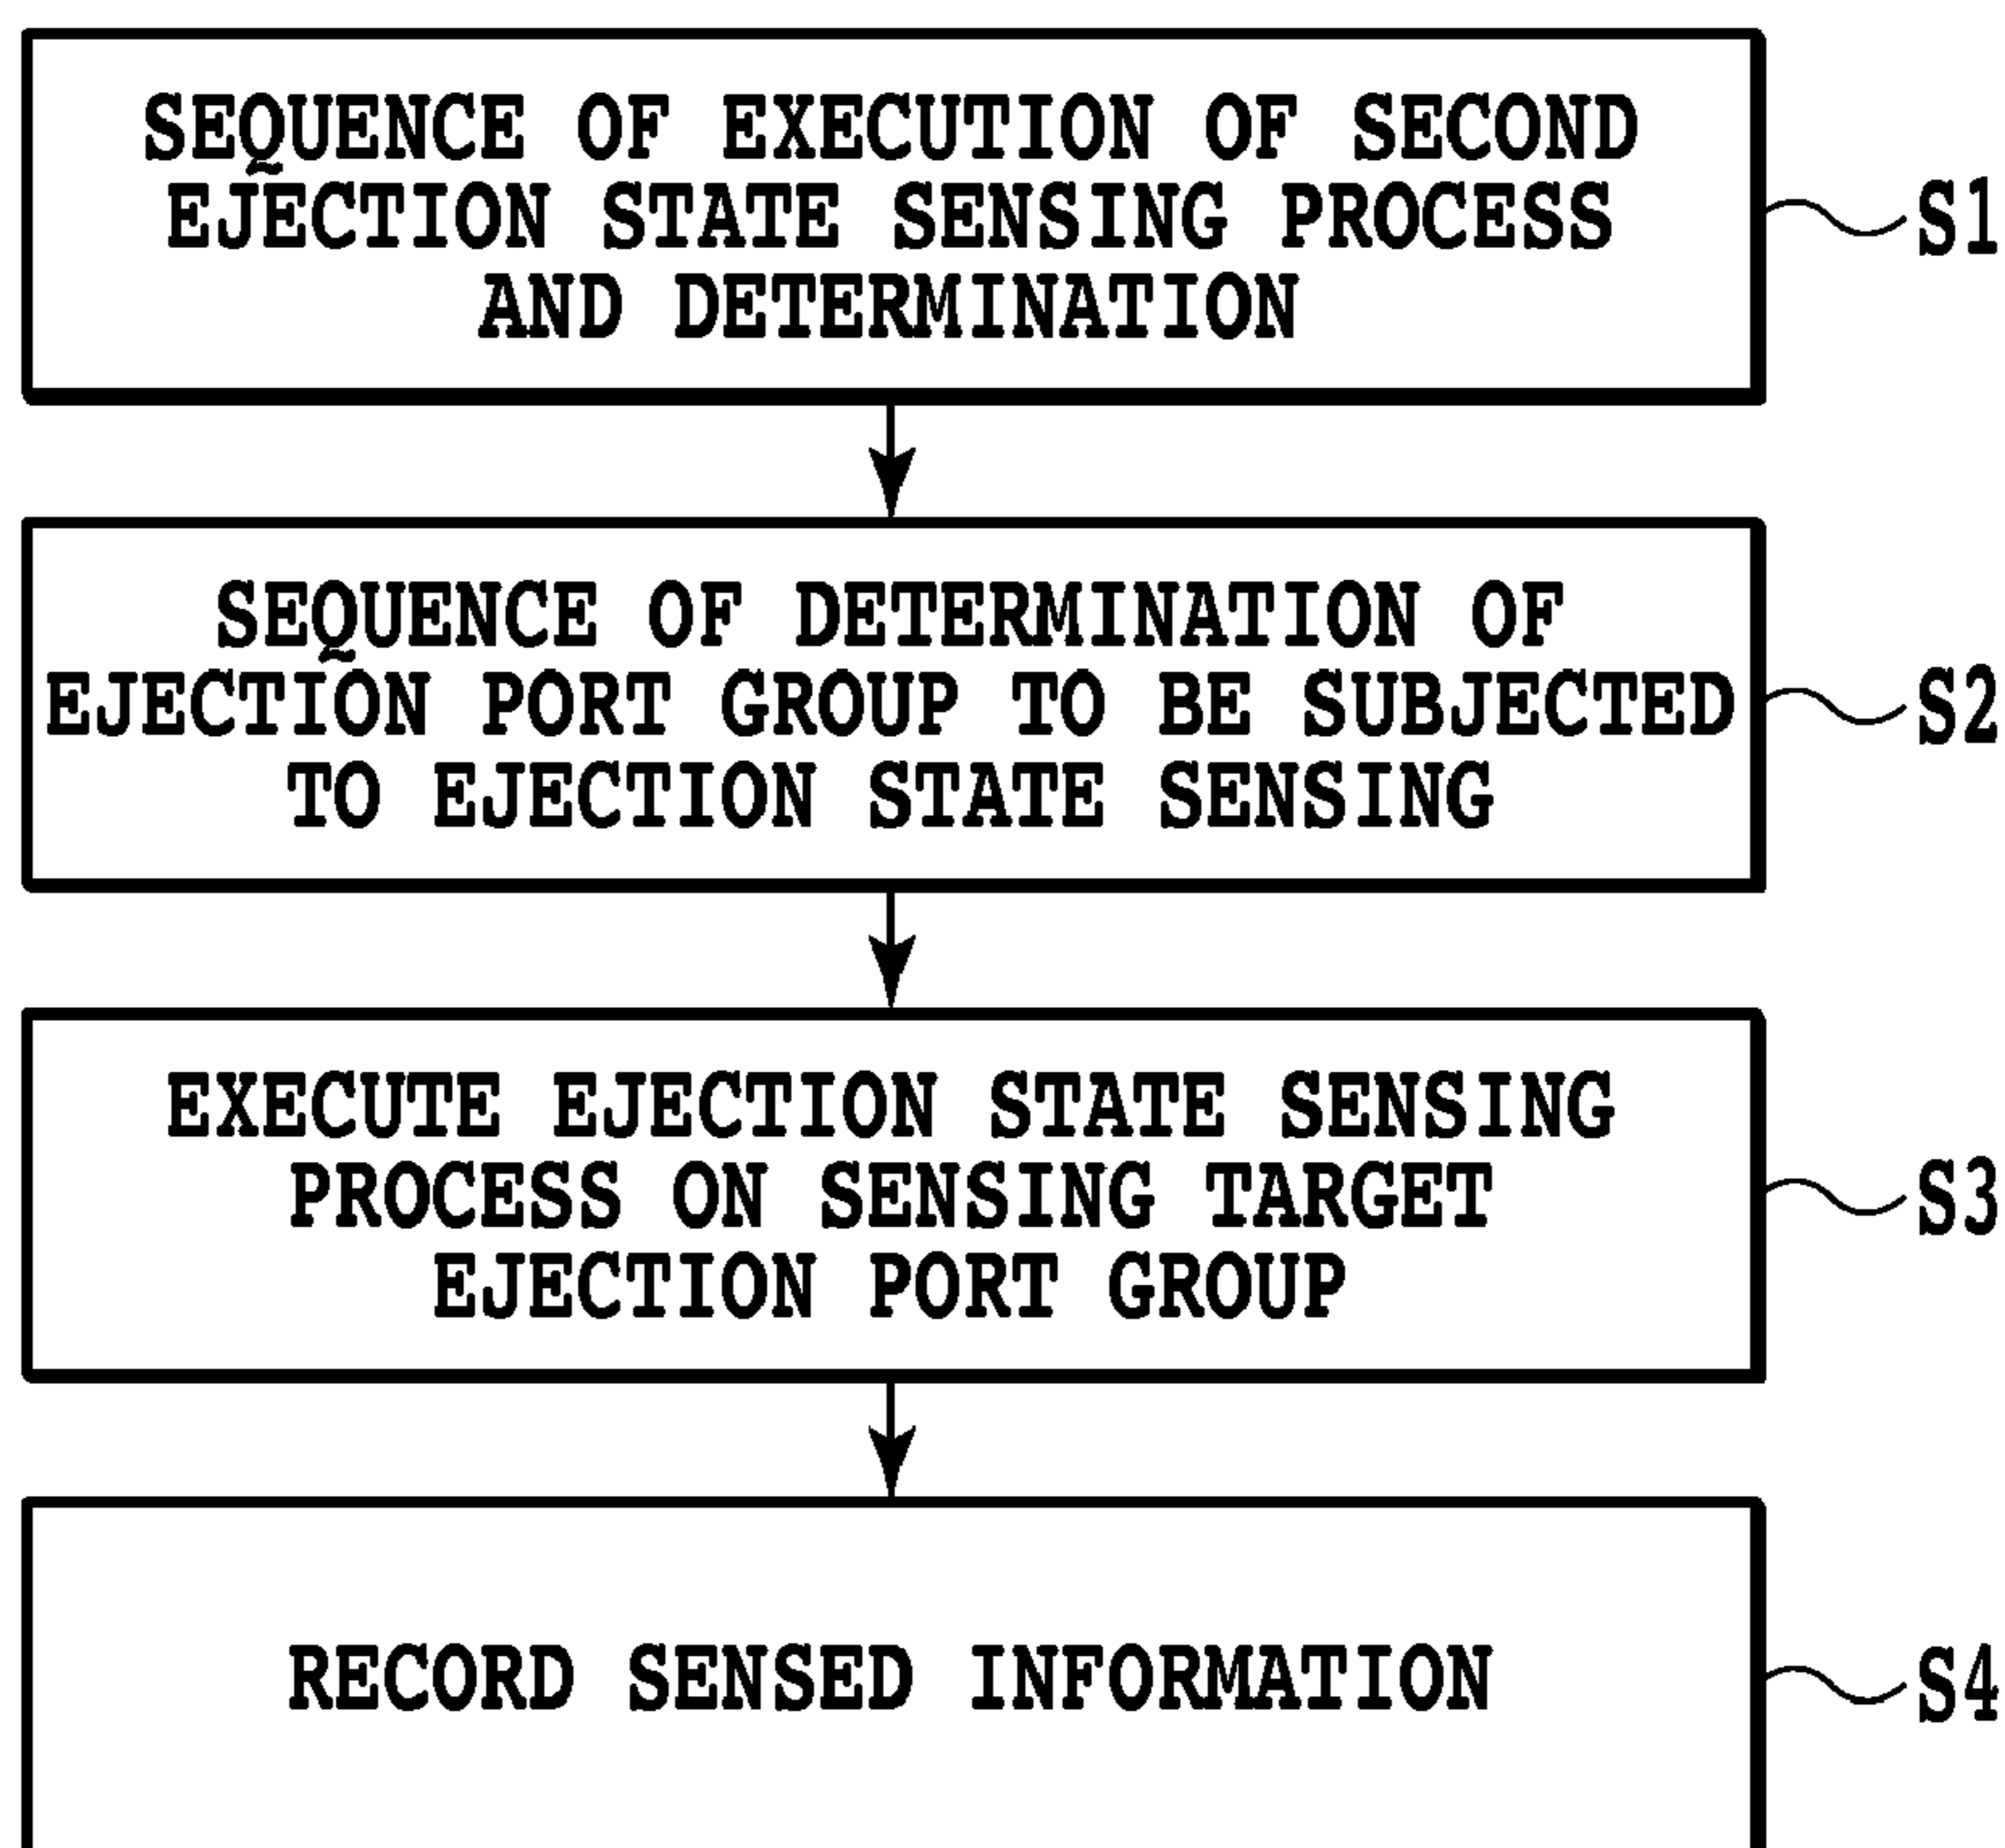 SEQUENCE OF EXECUTION OF SECOND
EJECTION STATE SENSING PROCESS
AND DETERMINATION
S1
SEQUENCE OF DETERMINATION OF
EJECTION PORT GROUP TO BE SUBJECTED
TO EJECTION STATE SENSING
S2
EXECUTE EJECTION STATE SENSING
PROCESS ON SENSING TARGET
EJECTION PORT GROUP
S3
RECORD SENSED INFORMATION
S4